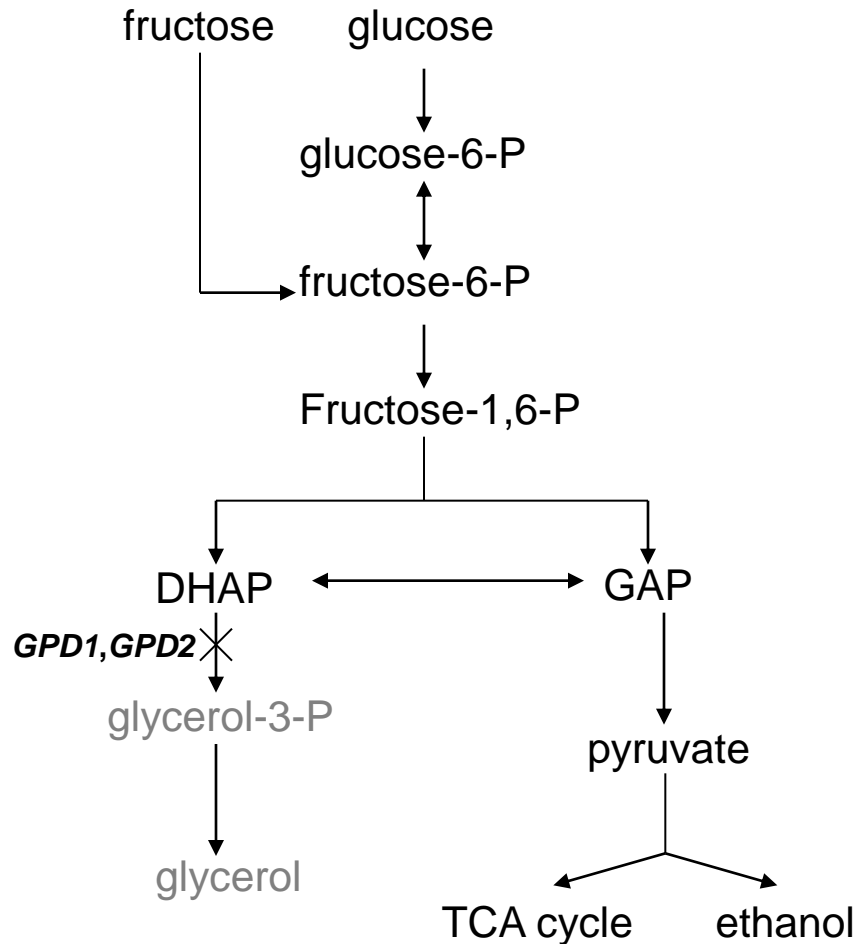 fructose glucose
glucose-6-P
fructose-6-P
Fructose-1,6-P
DHAP GAP
GPD1,GPD2
glycerol-3-P
pyruvate
glycerol
TCA cycle ethanol